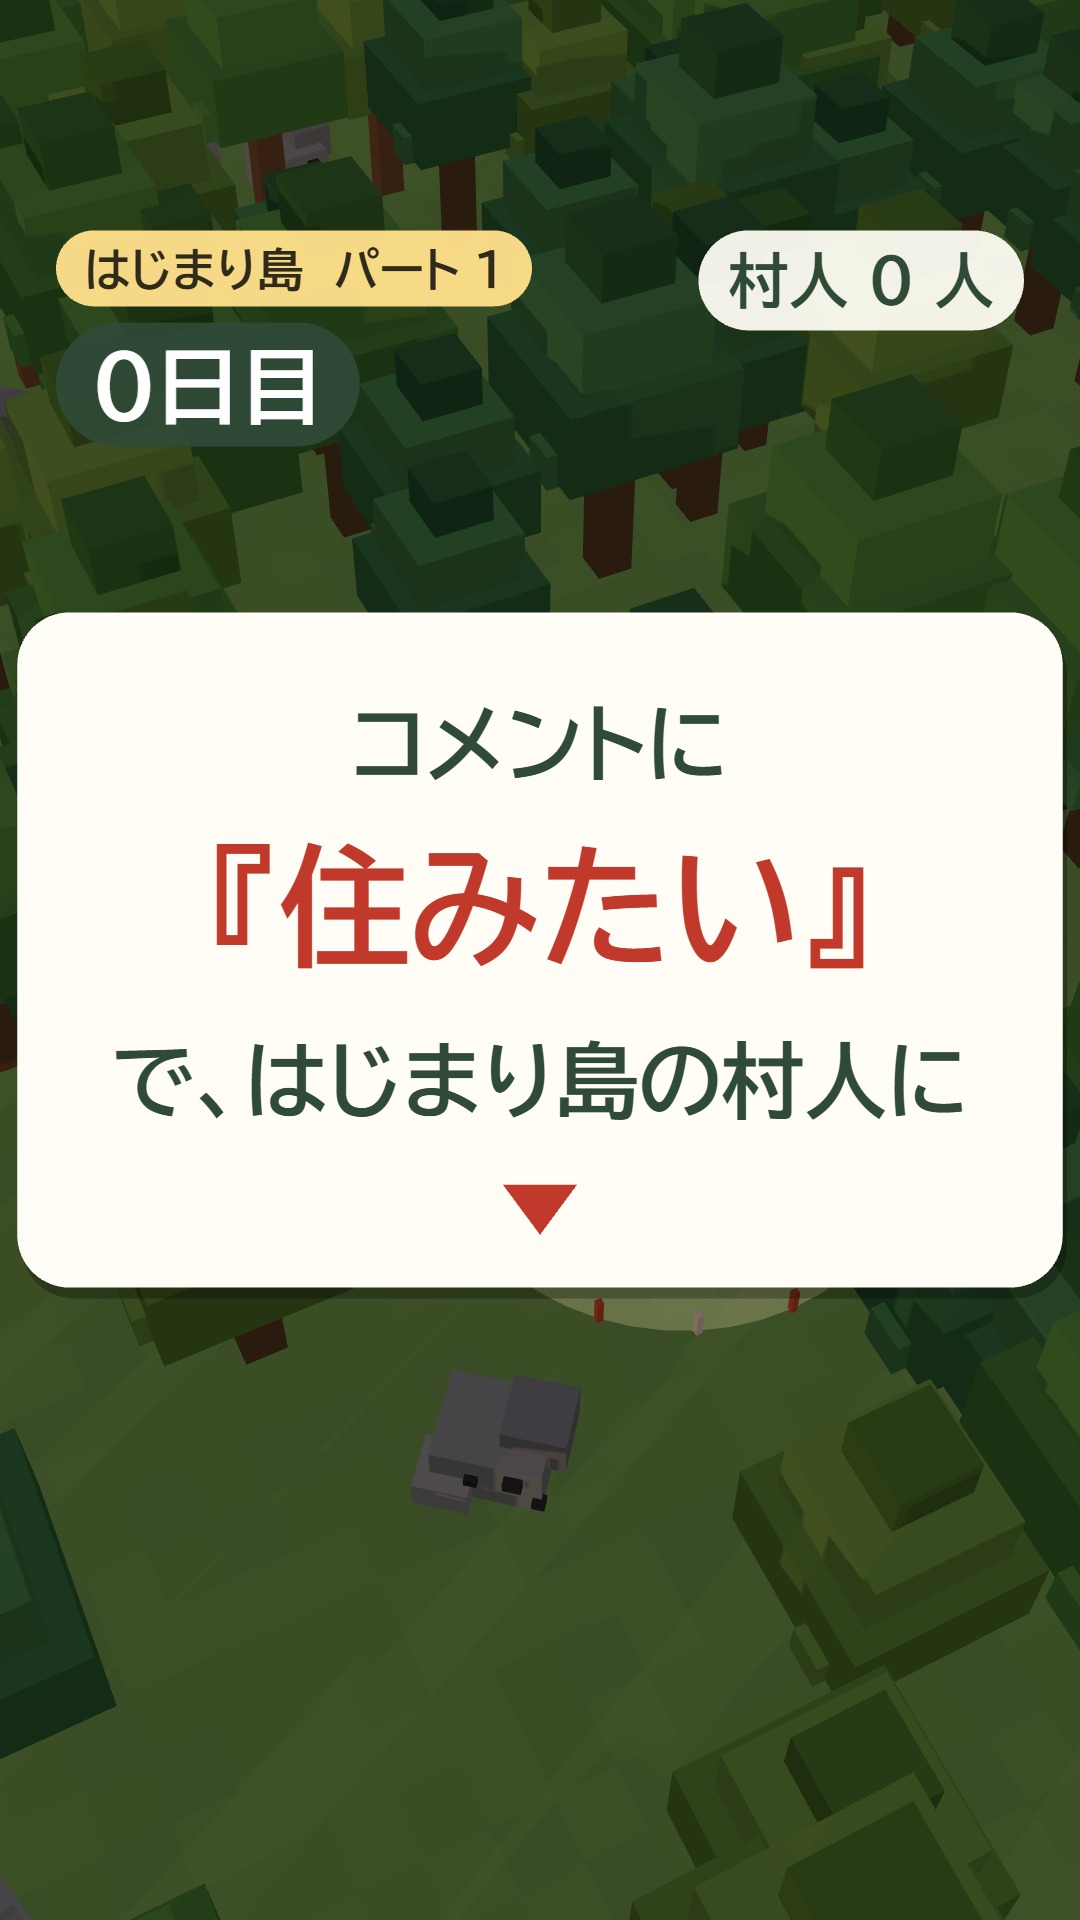 はじまり島 パート 1
村人 0 人
0日目
コメントに
『住みたい』
で、はじまり島の村人に